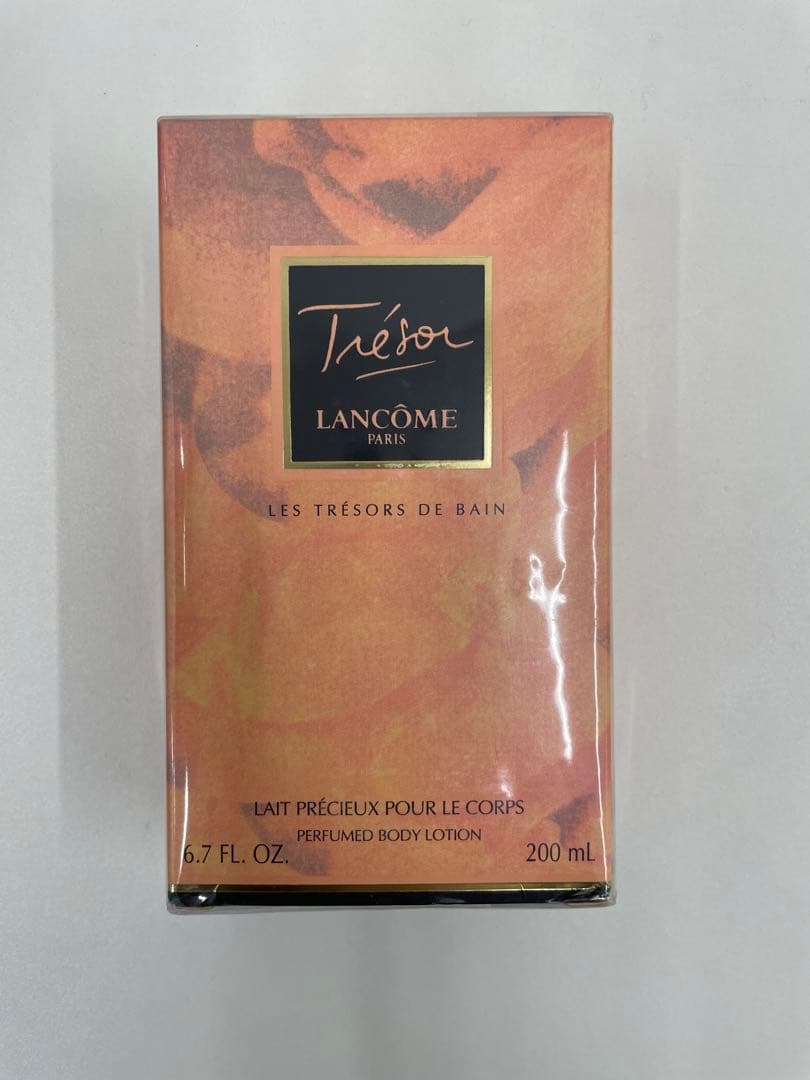 Trésor
LANCÔME
PARIS
LES TRÉSORS DE BAIN
LAIT PRÉCIEUX POUR LE CORPS
PERFUMED BODY LOTION
6.7 FL. OZ. 200 mL